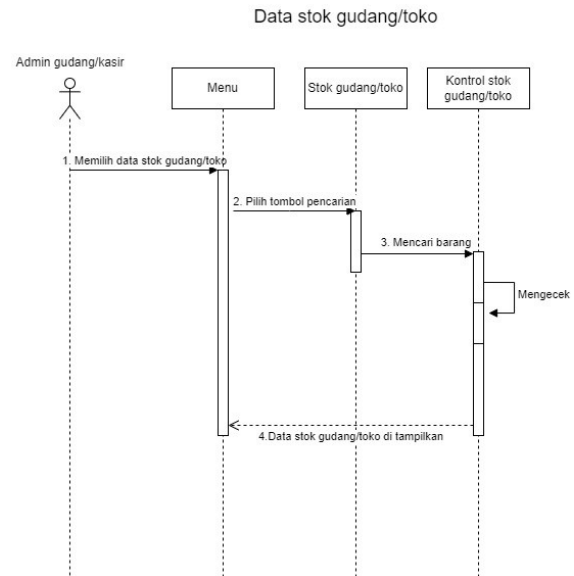 Data stok gudang/toko
Admin gudang/kasir
Menu
Stok gudang/toko
Kontrol stok
gudang/toko
1. Memilih data stok gudang/toko
2. Pilih tombol pencarian
3. Mencari barang
Mengecek
4.Data stok gudang/toko di tampilkan